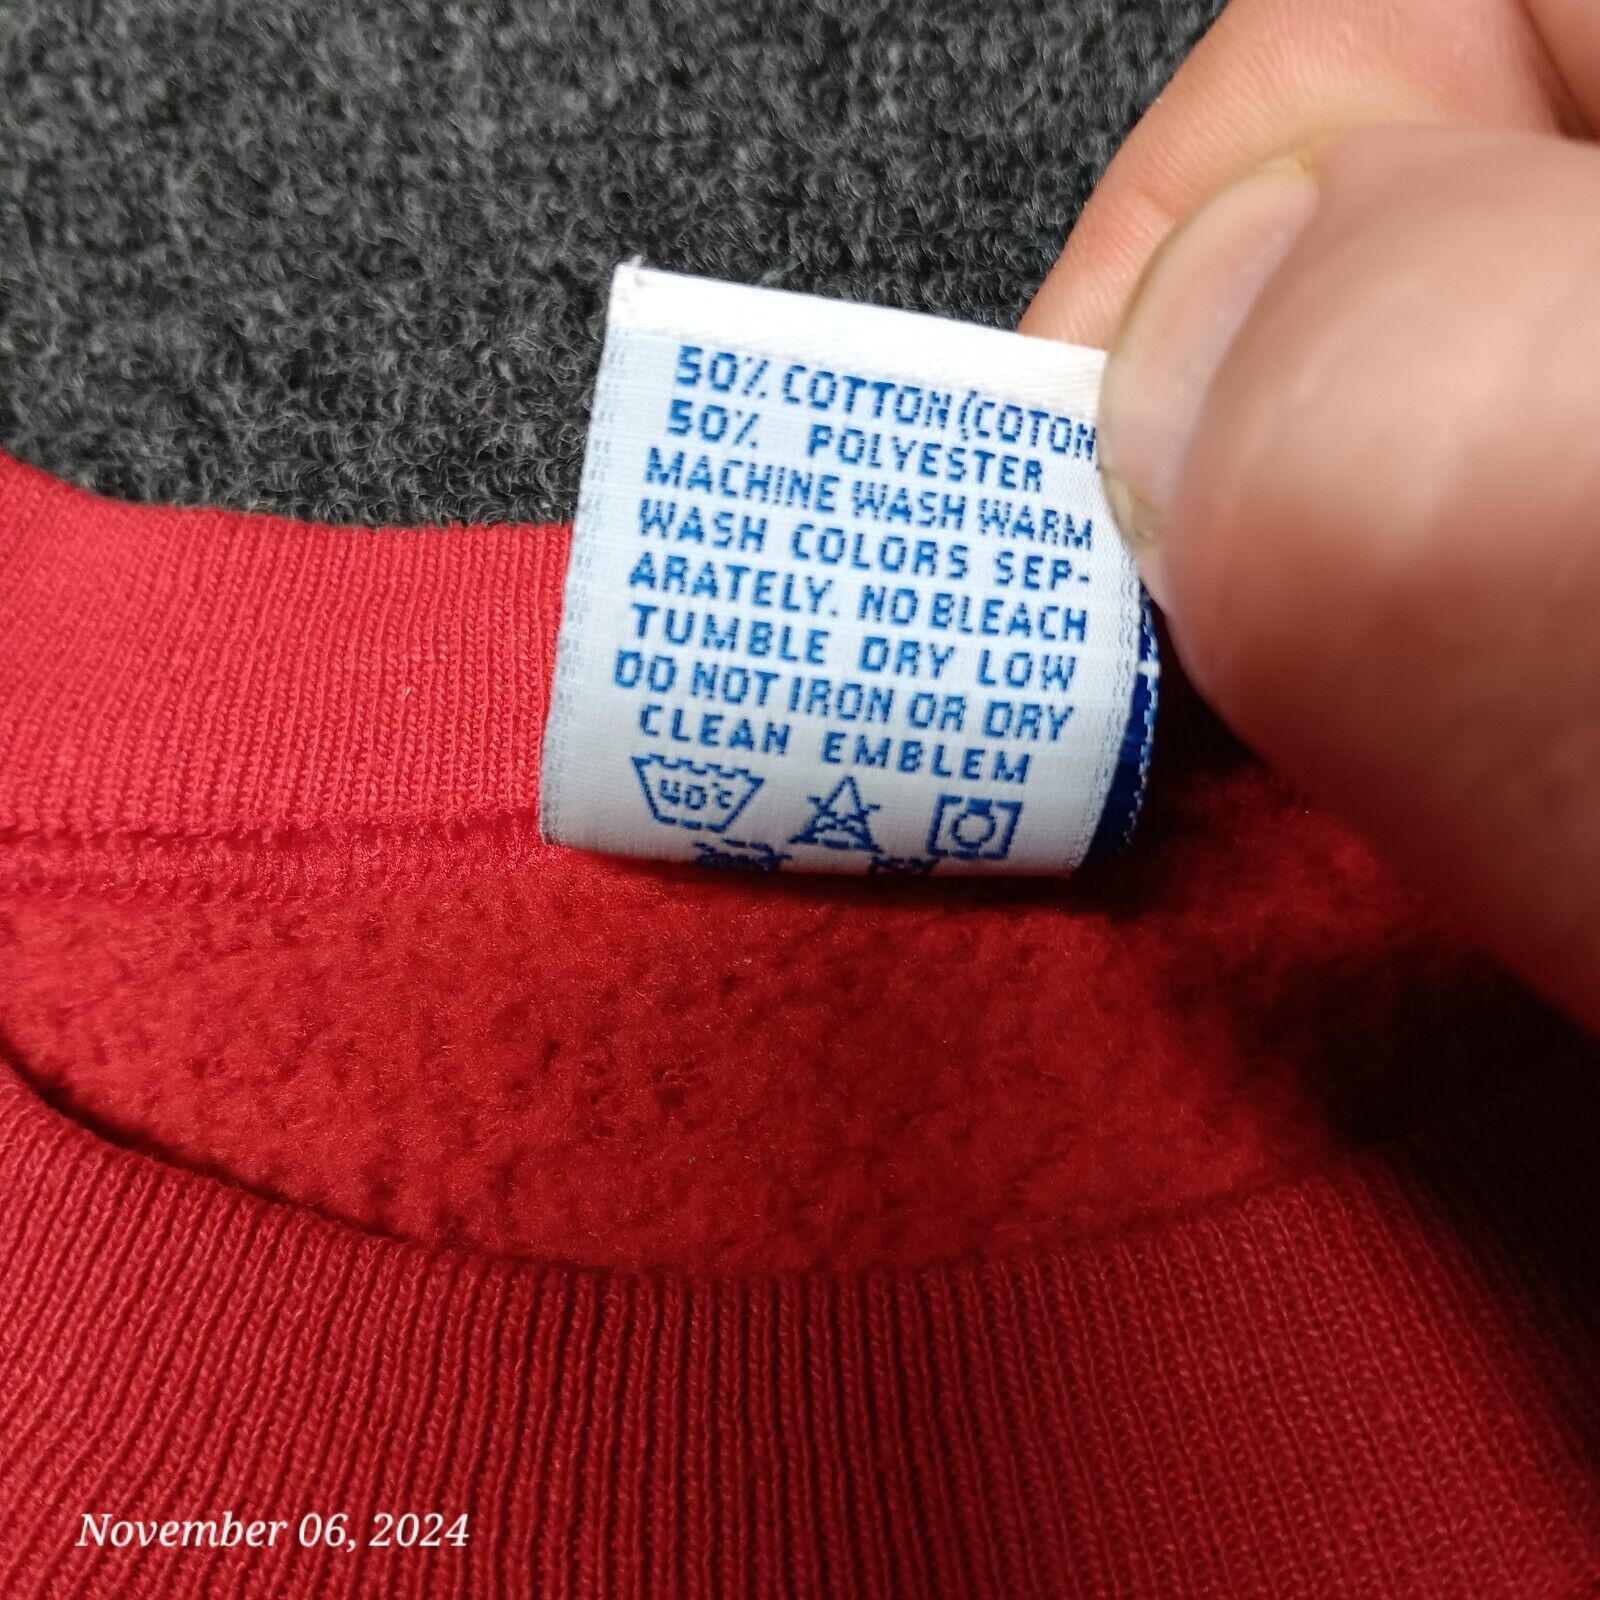 50% COTTON (COTON)
50% POLYESTER
MACHINE WASH WARM
WASH COLORS SEP-
ARATELY. NO BLEACH
TUMBLE DRY LOW
DO NOT IRON OR DRY
CLEAN EMBLEM
40°C
November 06, 2024